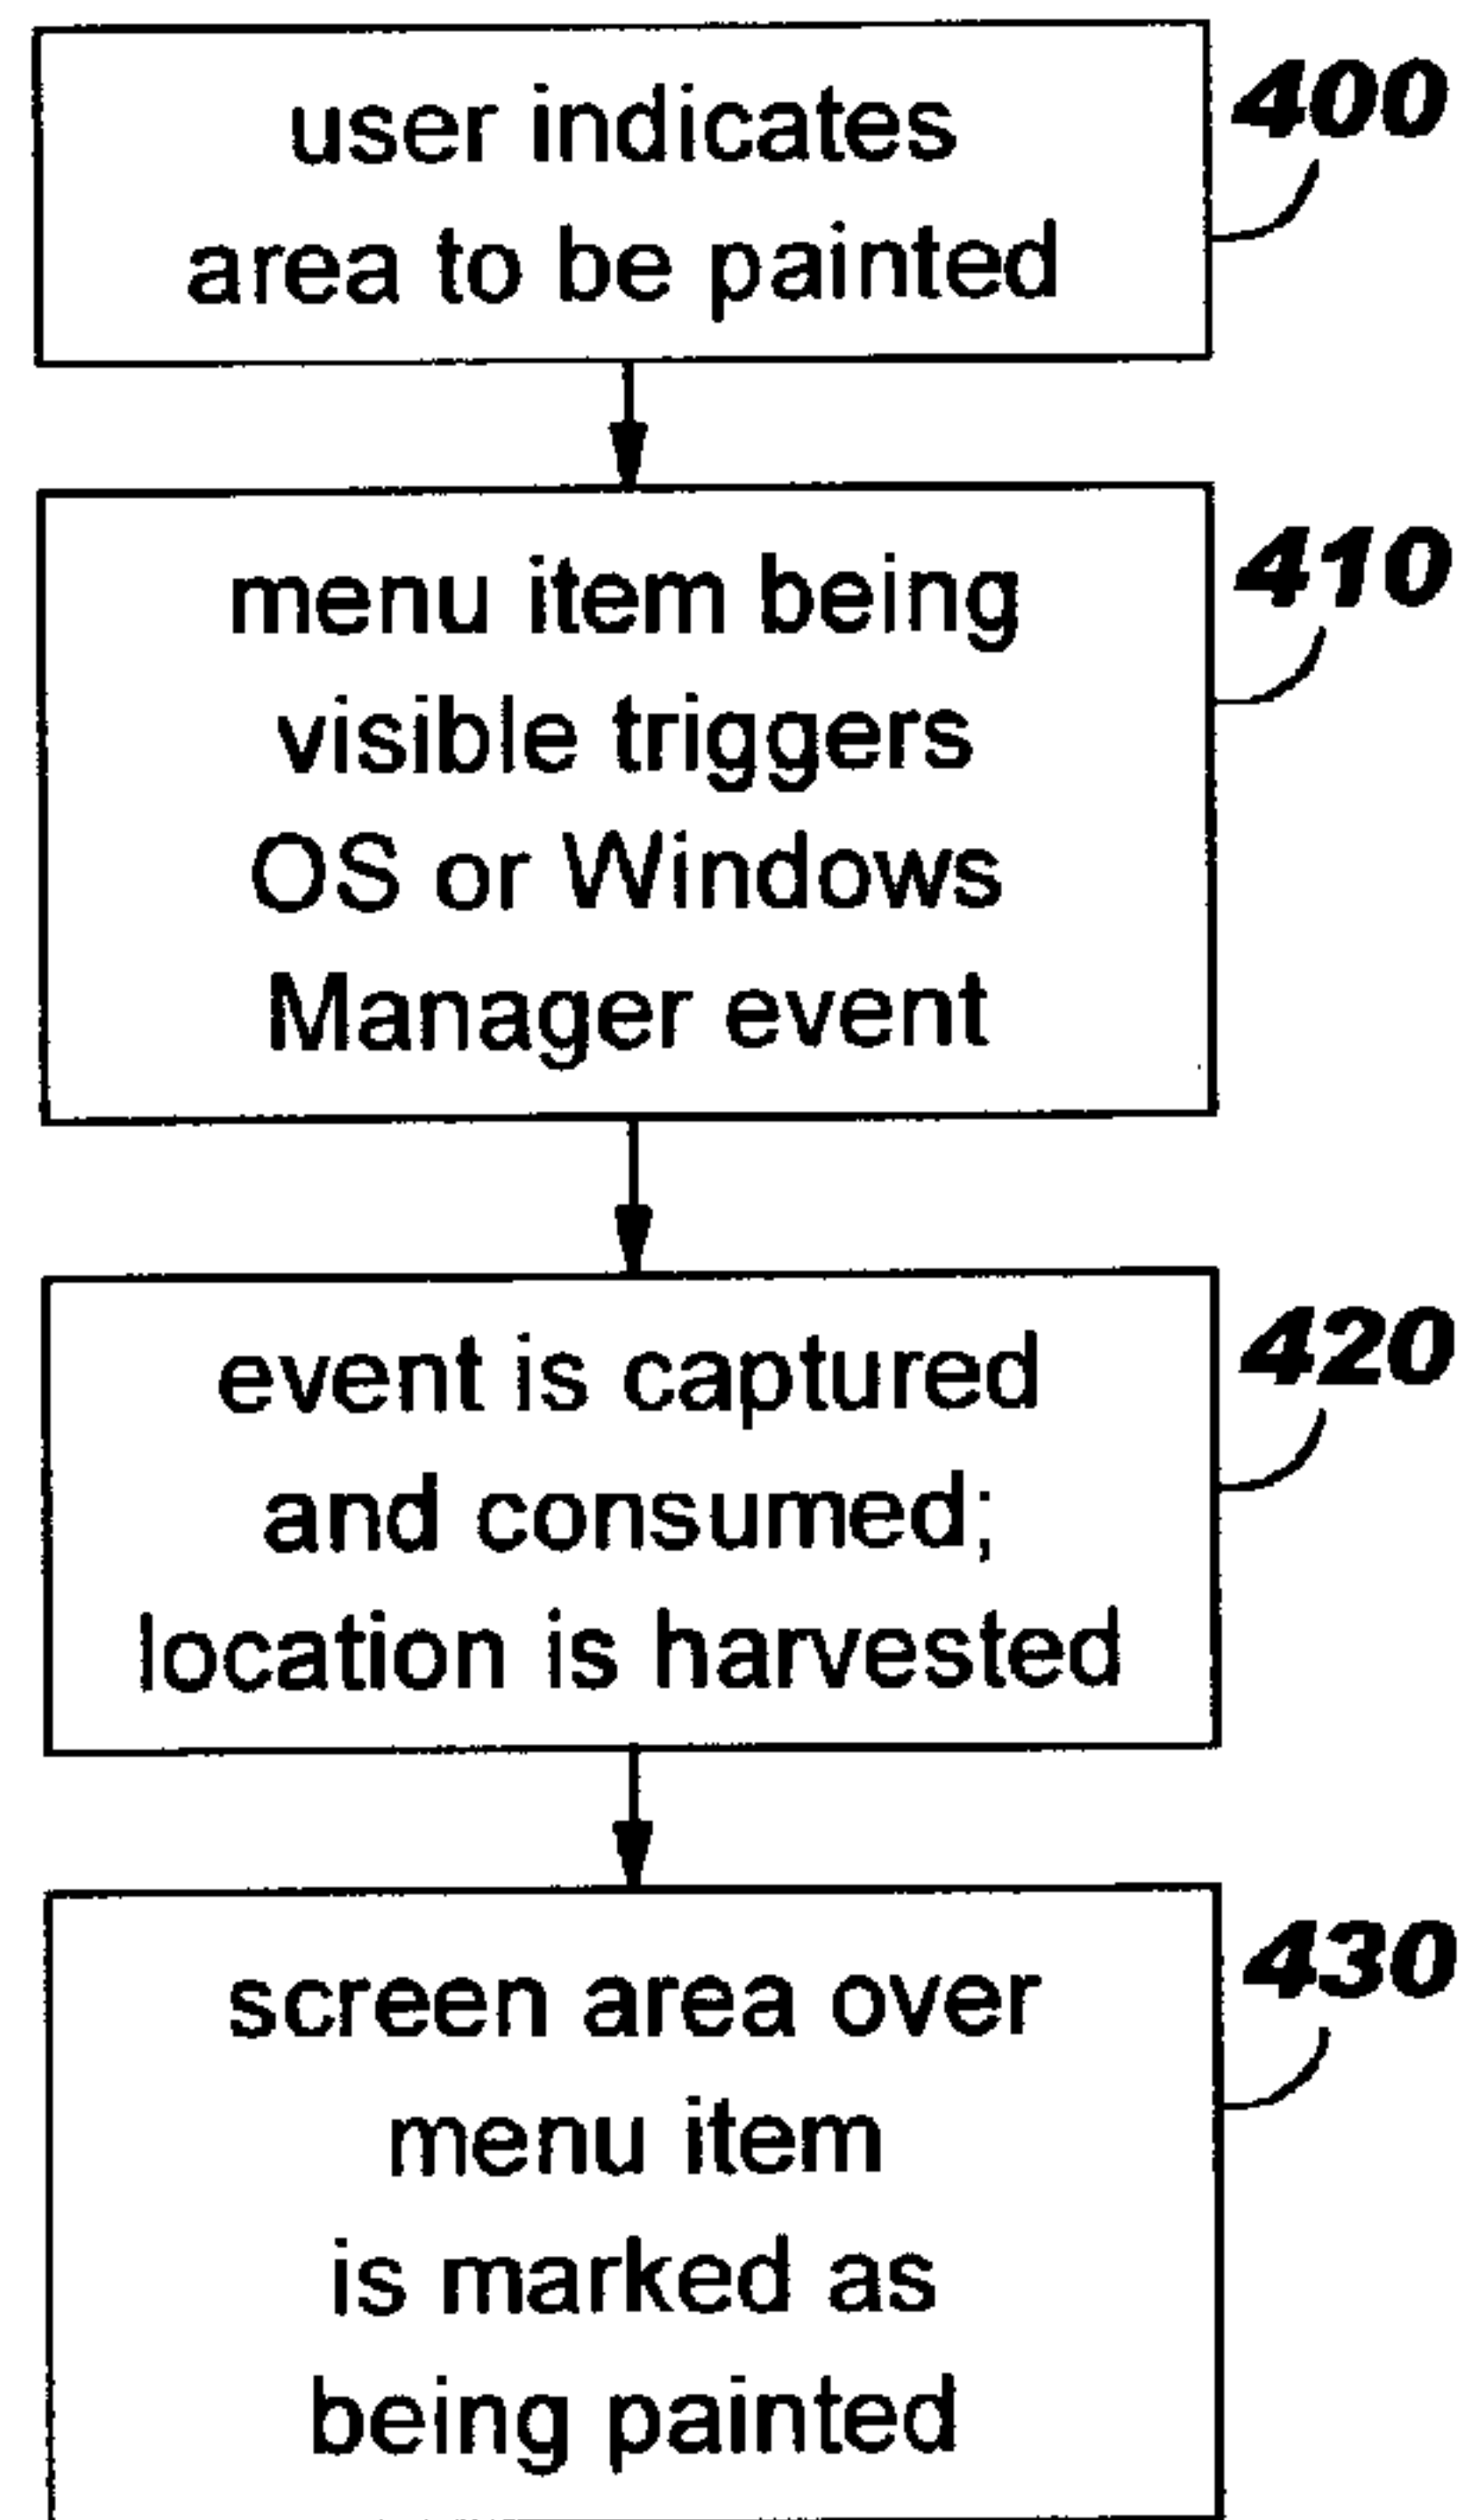 user indicates
area to be painted
400
menu item being
visible triggers
OS or Windows
Manager event
410
event is captured
and consumed;
location is harvested
420
screen area over
menu item
is marked as
being painted
430